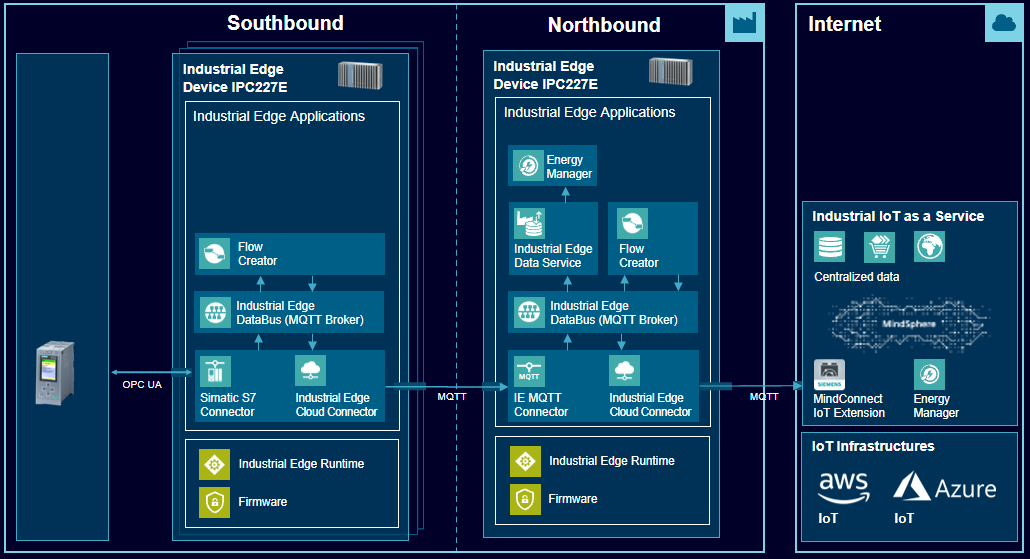 Southbound
Northbound
Internet
Industrial Edge
Device IPC227E
Industrial Edge Applications
Flow
Creator
Industrial Edge
DataBus (MQTT Broker)
Simatic S7
Connector
Industrial Edge
Cloud Connector
Industrial Edge Runtime
Firmware
OPC UA
MQTT
Industrial Edge
Device IPC227E
Industrial Edge Applications
Energy
Manager
Industrial Edge
Data Service
Flow
Creator
Industrial Edge
DataBus (MQTT Broker)
MQTT
IE MQTT
Connector
Industrial Edge
Cloud Connector
Industrial Edge Runtime
Firmware
MQTT
Industrial IoT as a Service
Centralized data
MindSphere
SIEMENS
MindConnect
IoT Extension
Energy
Manager
IoT Infrastructures
aws
IoT
Azure
IoT